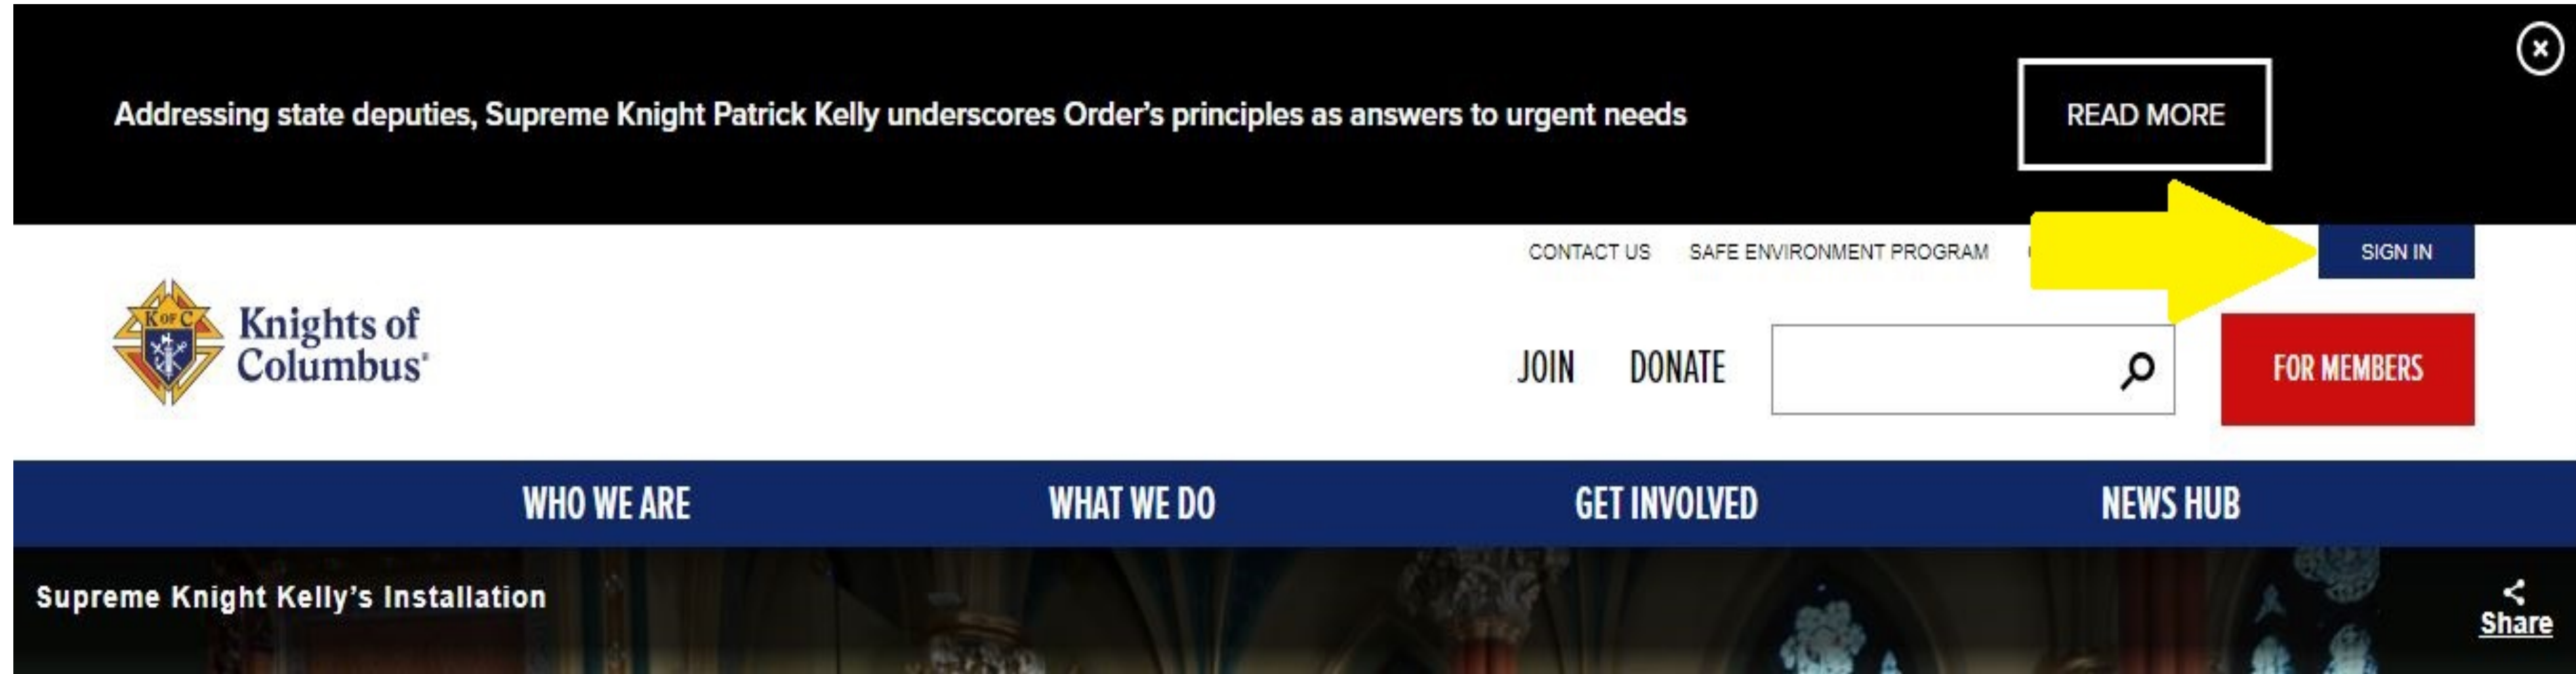 Addressing state deputies, Supreme Knight Patrick Kelly underscores Order's principles as answers to urgent needs
READ MORE
CONTACT US
SAFE ENVIRONMENT PROGRAM
SIGN IN
K OF C
Knights of
Columbus®
JOIN
DONATE
FOR MEMBERS
WHO WE ARE
WHAT WE DO
GET INVOLVED
NEWS HUB
Supreme Knight Kelly's Installation
Share